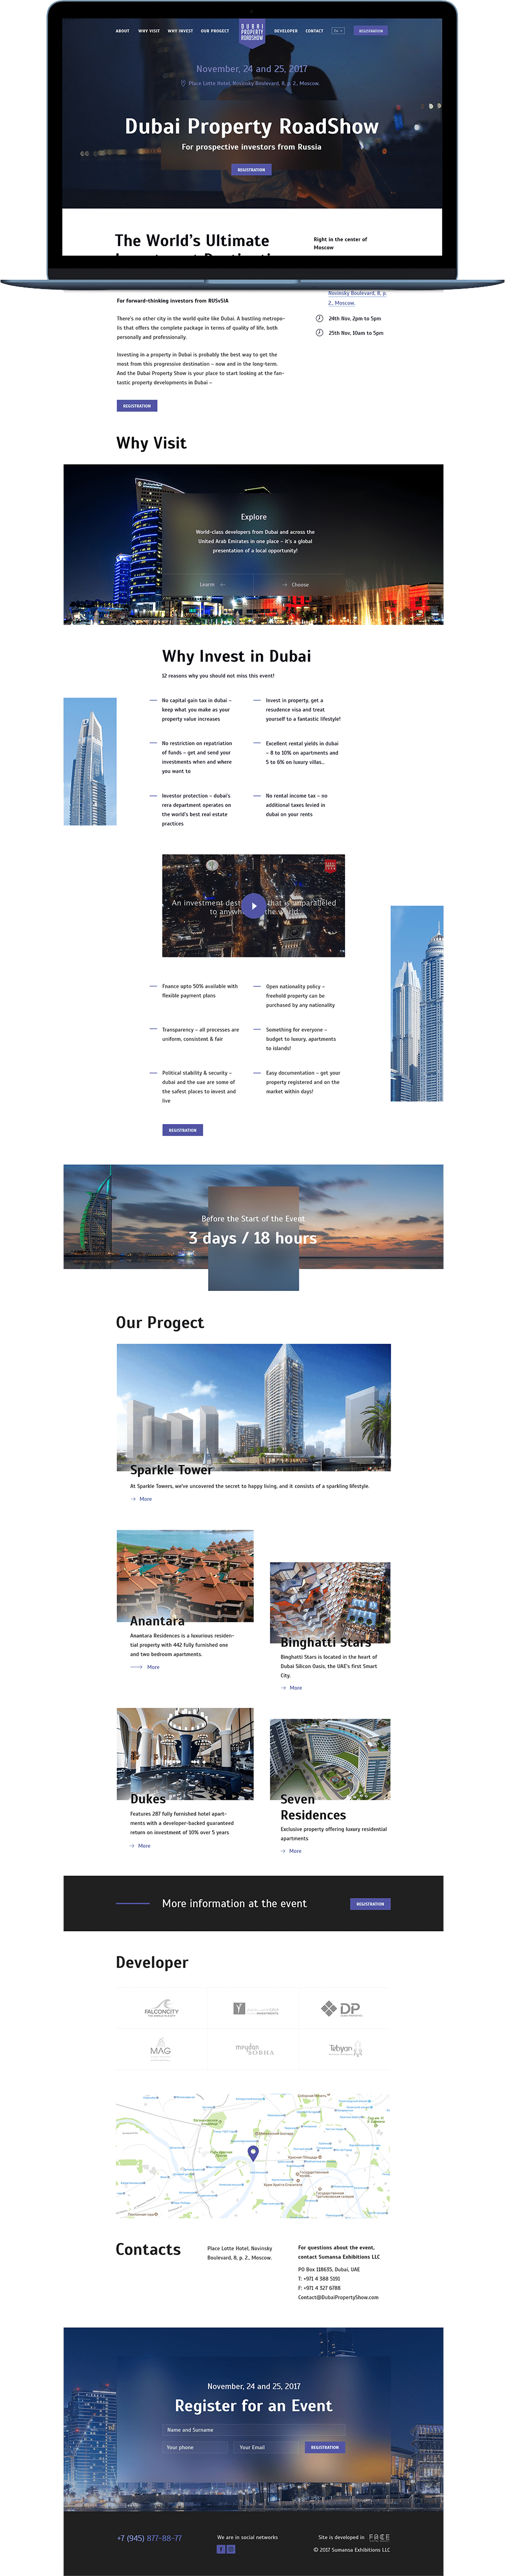 ABOUT WHY VISIT WHY INVEST OUR PROGECT DUBAI PROPERTY ROADSHOW DEVELOPER CONTACT En REGISTRATION
November, 24 and 25, 2017
Place Lotte Hotel, Novinsky Boulevard, 8, p. 2., Moscow.
Dubai Property RoadShow
For prospective investors from Russia
REGISTRATION
The World's Ultimate
Right in the center of
Moscow
Novinsky Boulevard, 8, p.
2., Moscow.
24th Nov, 2pm to 5pm
25th Nov, 10am to 5pm
For forward-thinking investors from RUSvSIA
There's no other city in the world quite like Dubai. A bustling metropo-
lis that offers the complete package in terms of quality of life, both
personally and professionally.
Investing in a property in Dubai is probably the best way to get the
most from this progressive destination – now and in the long-term.
And the Dubai Property Show is your place to start looking at the fan-
tastic property developments in Dubai –
REGISTRATION
Why Visit
Explore
World-class developers from Dubai and across the
United Arab Emirates in one place – it's a global
presentation of a local opportunity!
Learn
Choose
Why Invest in Dubai
12 reasons why you should not miss this event!
No capital gain tax in dubai –
keep what you make as your
property value increases
Invest in property, get a
resudence visa and treat
yourself to a fantastic lifestyle!
No restriction on repatriation
of funds – get and send your
investments when and where
you want to
Excellent rental yields in dubai
– 8 to 10% on apartments and
5 to 6% on luxury villas...
Investor protection – dubai's
rera department operates on
the world's best real estate
practices
No rental income tax – no
additional taxes levied in
dubai on your rents
An investment dest that is unparalleled
to anywh the world
Fnance upto 50% available with
flexible payment plans
Open nationality policy –
freehold property can be
purchased by any nationality
Transparency – all processes are
uniform, consistent & fair
Something for everyone –
budget to luxury, apartments
to islands!
Political stability & security –
dubai and the uae are some of
the safest places to invest and
live
Easy documentation – get your
property registered and on the
market within days!
REGISTRATION
Before the Start of the Event
3 days / 18 hours
Our Progect
Sparkle Tower
At Sparkle Towers, we've uncovered the secret to happy living, and it consists of a sparkling lifestyle.
More
Anantara
Anantara Residences is a luxurious residen-
tial property with 442 fully furnished one
and two bedroom apartments.
More
Binghatti Stars
Binghatti Stars is located in the heart of
Dubai Silicon Oasis, the UAE's first Smart
City.
More
Dukes
Features 287 fully furnished hotel apart-
ments with a developer-backed guaranteed
return on investment of 10% over 5 years
More
Seven
Residences
Exclusive property offering luxury residential
apartments
More
More information at the event
REGISTRATION
Developer
FALCONCITY
DP
MAG
meydan
SOBHA
Tebyan
Contacts
Place Lotte Hotel, Novinsky
Boulevard, 8, p. 2., Moscow.
For questions about the event,
contact Sumansa Exhibitions LLC
PO Box 118635, Dubai, UAE
T: +971 4 388 5191
F: +971 4 327 6788
Contact@DubaiPropertyShow.com
November, 24 and 25, 2017
Register for an Event
Name and Surname
Your phone
Your Email
REGISTRATION
+7 (945) 877-88-77
We are in social networks
Site is developed in FACE
© 2017 Sumansa Exhibitions LLC